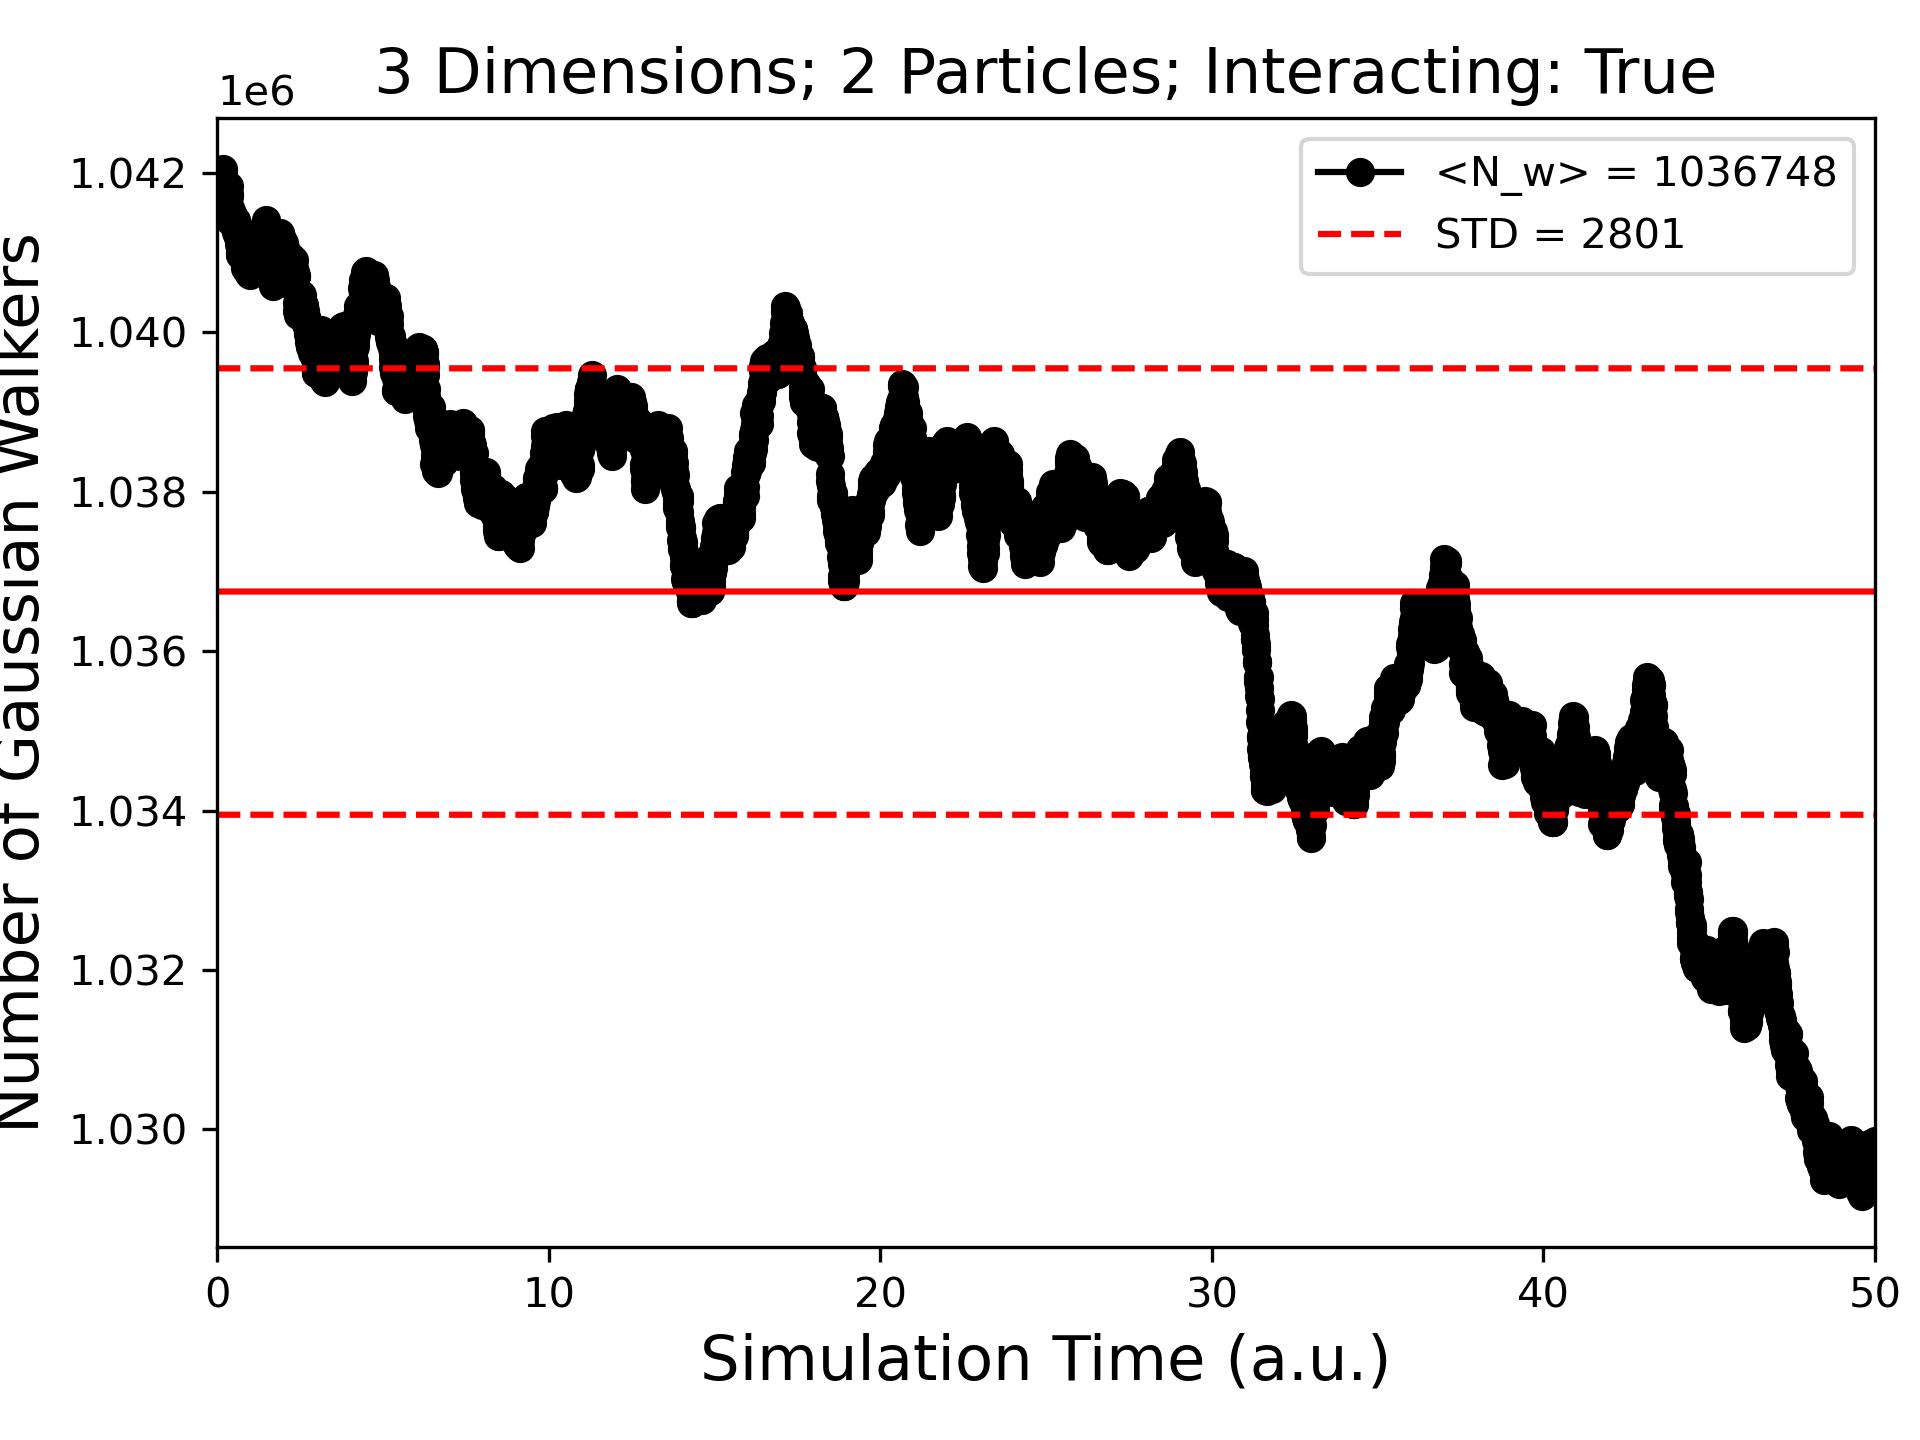 3 Dimensions; 2 Particles; Interacting: True
1e6
<N_w> = 1036748
STD = 2801
Number of Gaussian Walkers
1.042
1.040
1.038
1.036
1.034
1.032
1.030
0 10 20 30 40 50
Simulation Time (a.u.)